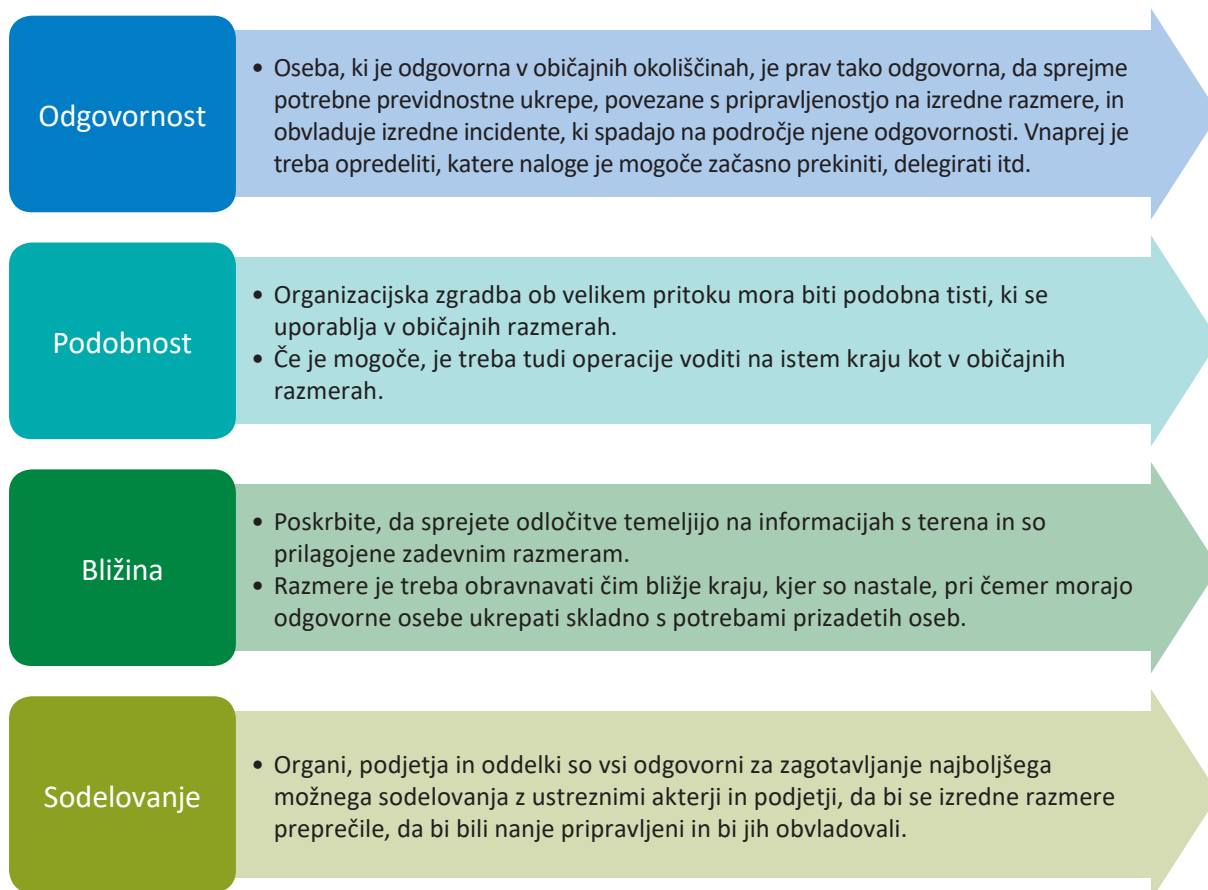 Odgovornost
• Oseba, ki je odgovorna v običajnih okoliščinah, je prav tako odgovorna, da sprejme
potrebne previdnostne ukrepe, povezane s pripravljenostjo na izredne razmere, in
obvladuje izredne incidente, ki spadajo na področje njene odgovornosti. Vnaprej je
treba opredeliti, katere naloge je mogoče začasno prekiniti, delegirati itd.
Podobnost
• Organizacijska zgradba ob velikem pritoku mora biti podobna tisti, ki se
uporablja v običajnih razmerah.
• Če je mogoče, je treba tudi operacije voditi na istem kraju kot v običajnih
razmerah.
Bližina
• Poskrbite, da sprejete odločitve temeljijo na informacijah s terena in so
prilagojene zadevnim razmeram.
• Razmere je treba obravnavati čim bližje kraju, kjer so nastale, pri čemer morajo
odgovorne osebe ukrepati skladno s potrebami prizadetih oseb.
Sodelovanje
• Organi, podjetja in oddelki so vsi odgovorni za zagotavljanje najboljšega
možnega sodelovanja z ustreznimi akterji in podjetji, da bi se izredne razmere
preprečile, da bi bili nanje pripravljeni in bi jih obvladovali.